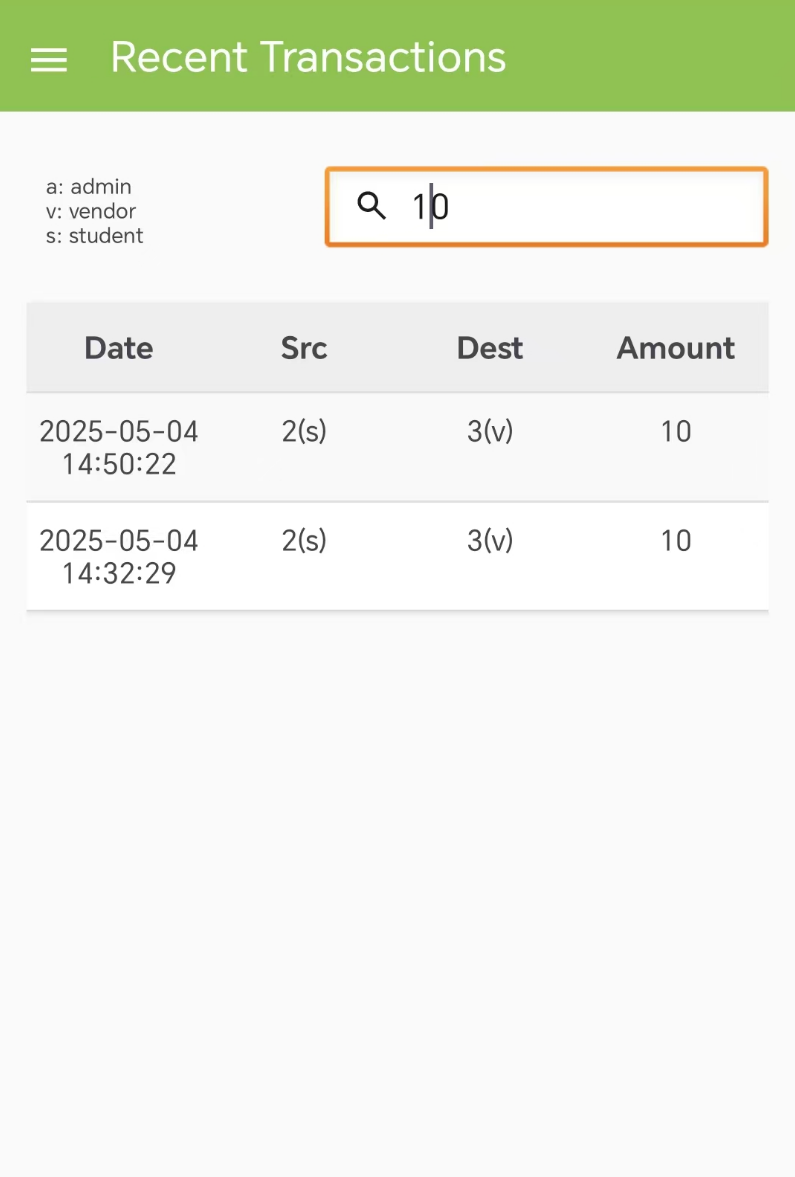 Recent Transactions
a: admin
v: vendor
s: student
10
Date Src Dest Amount
2025-05-04 2(s) 3(v) 10
14:50:22
2025-05-04 2(s) 3(v) 10
14:32:29